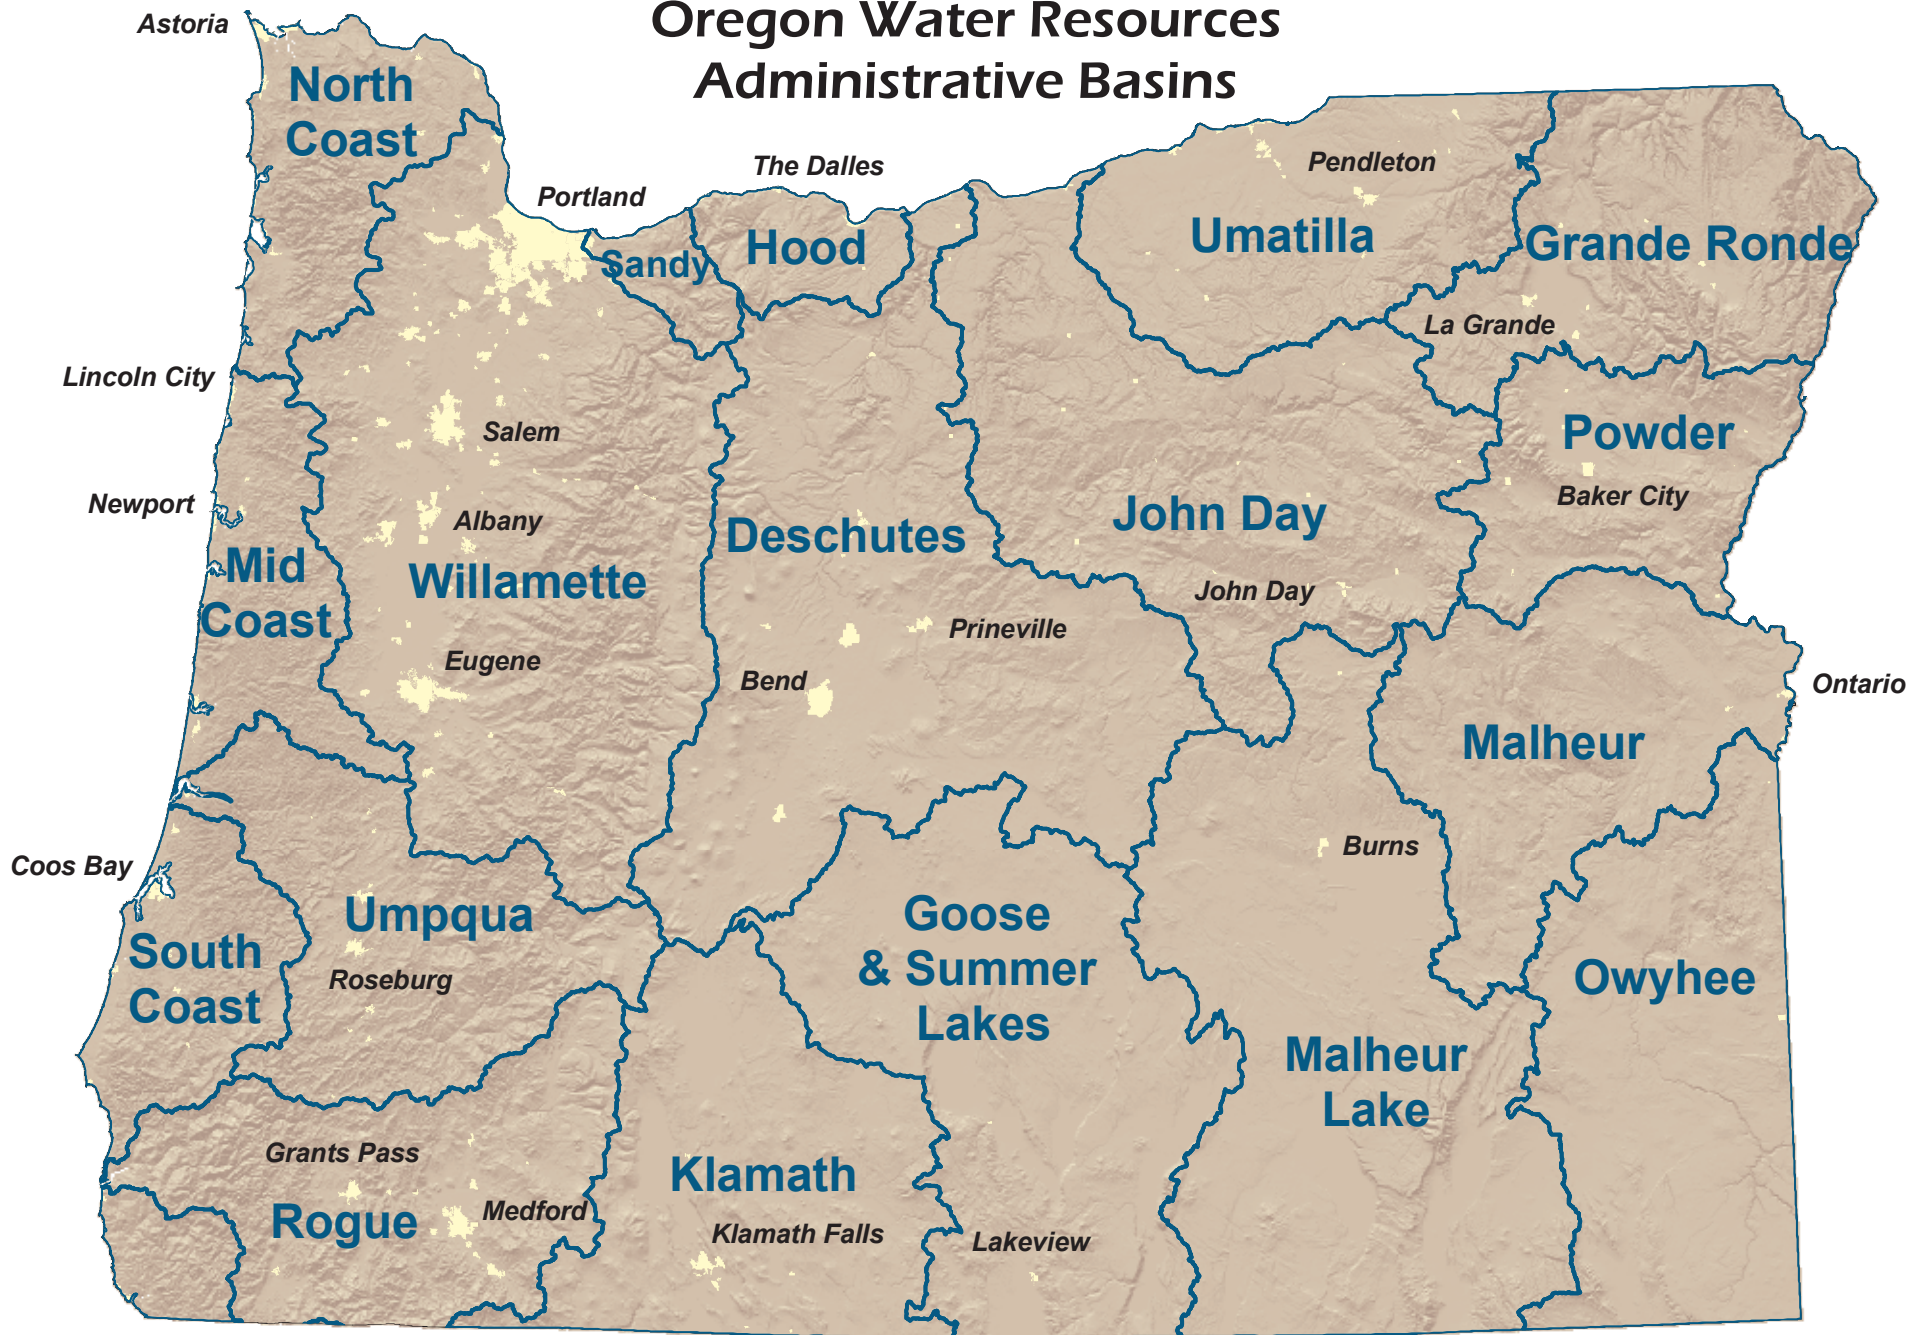 Oregon Water Resources
Administrative Basins
Astoria
North
Coast
The Dalles
Portland
Pendleton
Sandy
Hood
Umatilla
Grande Ronde
La Grande
Lincoln City
Salem
Powder
Baker City
Newport
Albany
Deschutes
John Day
Mid
Coast
Willamette
John Day
Prineville
Eugene
Bend
Ontario
Malheur
Coos Bay
Burns
Umpqua
Goose
& Summer
Lakes
South
Coast
Roseburg
Owyhee
Malheur
Lake
Grants Pass
Klamath
Rogue
Medford
Klamath Falls
Lakeview